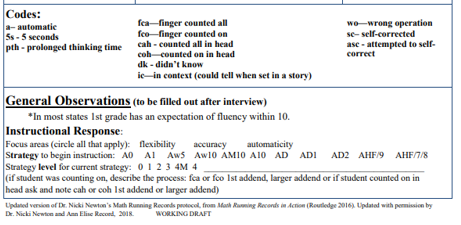 Codes:
a– automatic
5s - 5 seconds
pth - prolonged thinking time
fca—finger counted all
fco—finger counted on
cah - counted all in head
coh—counted on in head
dk - didn't know
ic—in context (could tell when set in a story)
wo—wrong operation
sc– self-corrected
asc - attempted to self-
correct
General Observations (to be filled out after interview)
*In most states 1st grade has an expectation of fluency within 10.
Instructional Response:
Focus areas (circle all that apply): flexibility accuracy automaticity
Strategy to begin instruction: A0 A1 Aw5 Aw10 AM10 A10 AD AD1 AD2 AHF/9 AHF/7/8
Strategy level for current strategy: 0 1 2 3 4M 4
(if student was counting on, describe the process: fca or fco 1st addend, larger addend or if student counted on in
head ask and note cah or coh 1st addend or larger addend)
Updated version of Dr. Nicki Newton's Math Running Records protocol, from Math Running Records in Action (Routledge 2016). Updated with permission by
Dr. Nicki Newton and Ann Elise Record, 2018. WORKING DRAFT